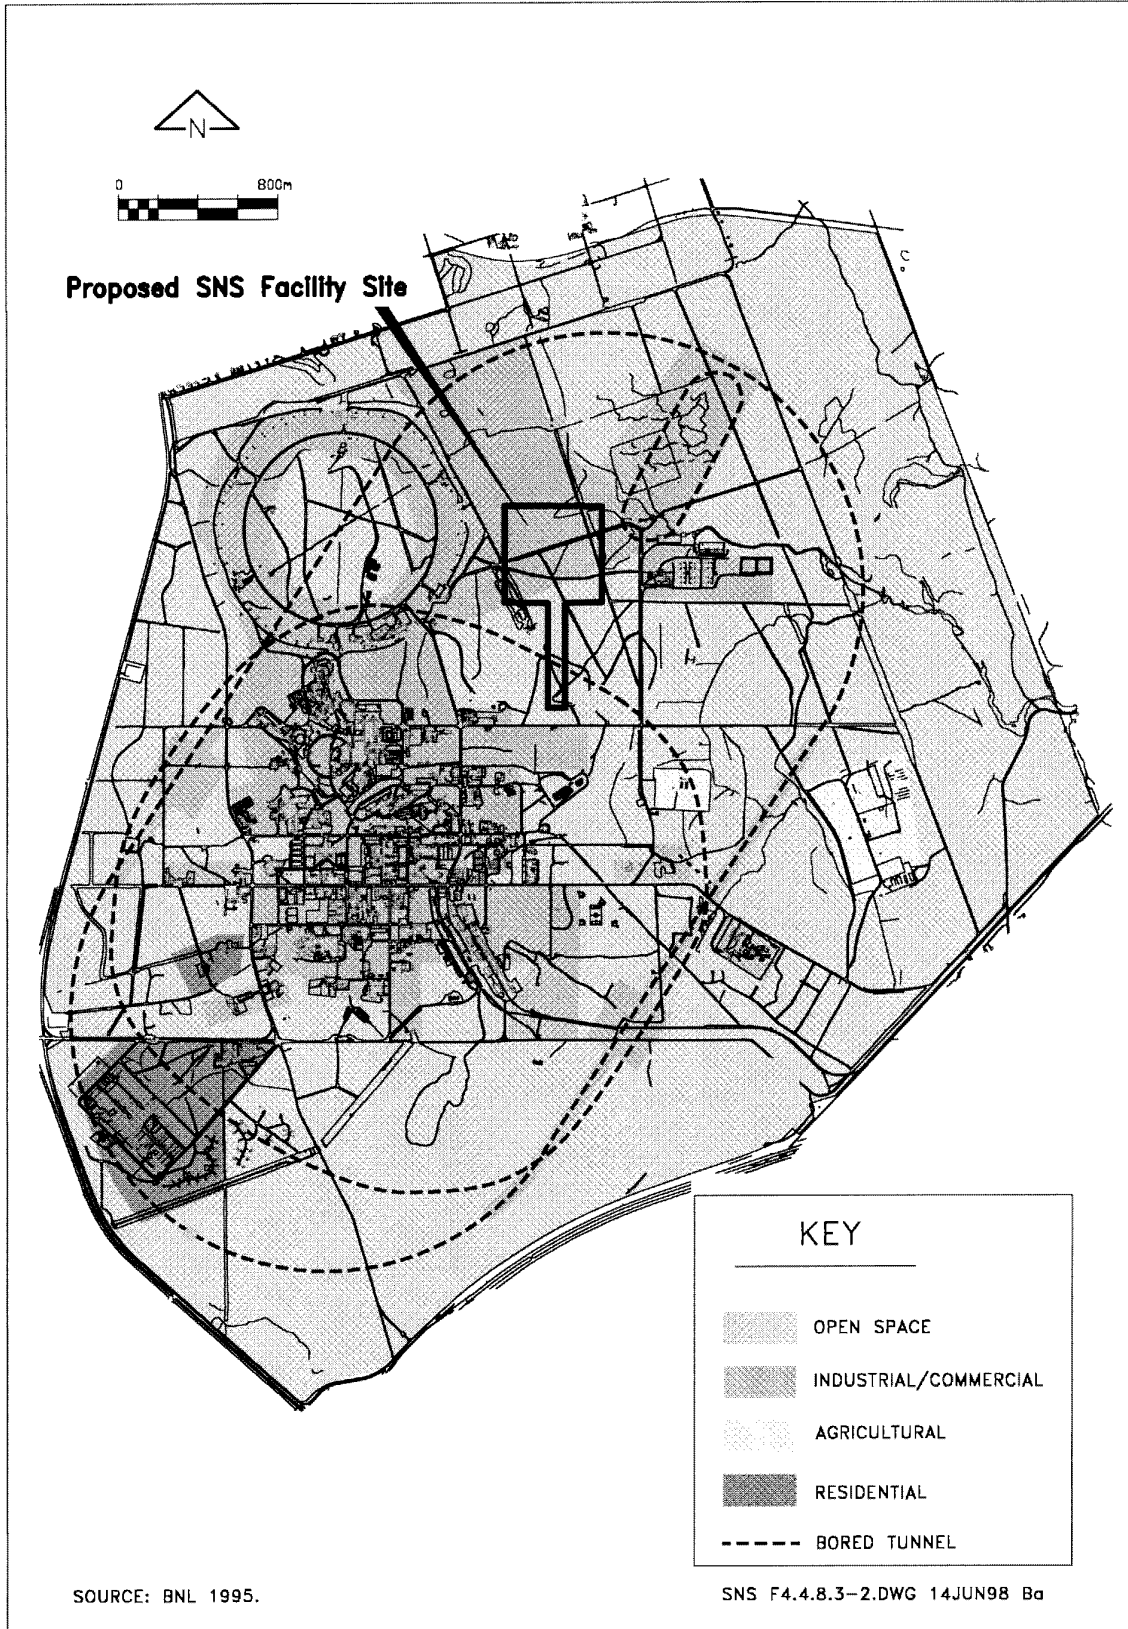 N
0 800m
Proposed SNS Facility Site
KEY
OPEN SPACE
INDUSTRIAL/COMMERCIAL
AGRICULTURAL
RESIDENTIAL
BORED TUNNEL
SOURCE: BNL 1995.
SNS F4.4.8.3-2.DWG 14JUN98 Ba